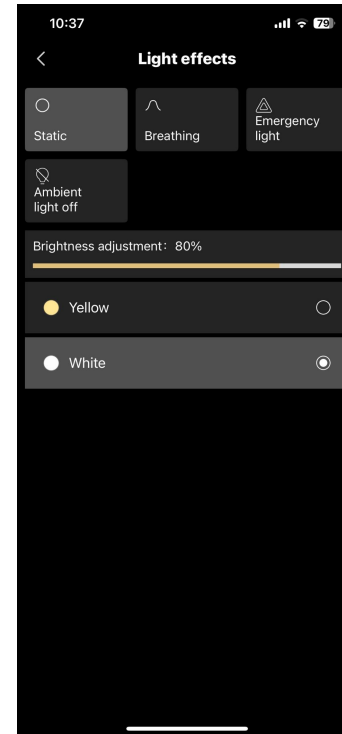 10:37
79
Light effects
Static
Breathing
Emergency
light
Ambient
light off
Brightness adjustment: 80%
Yellow
White